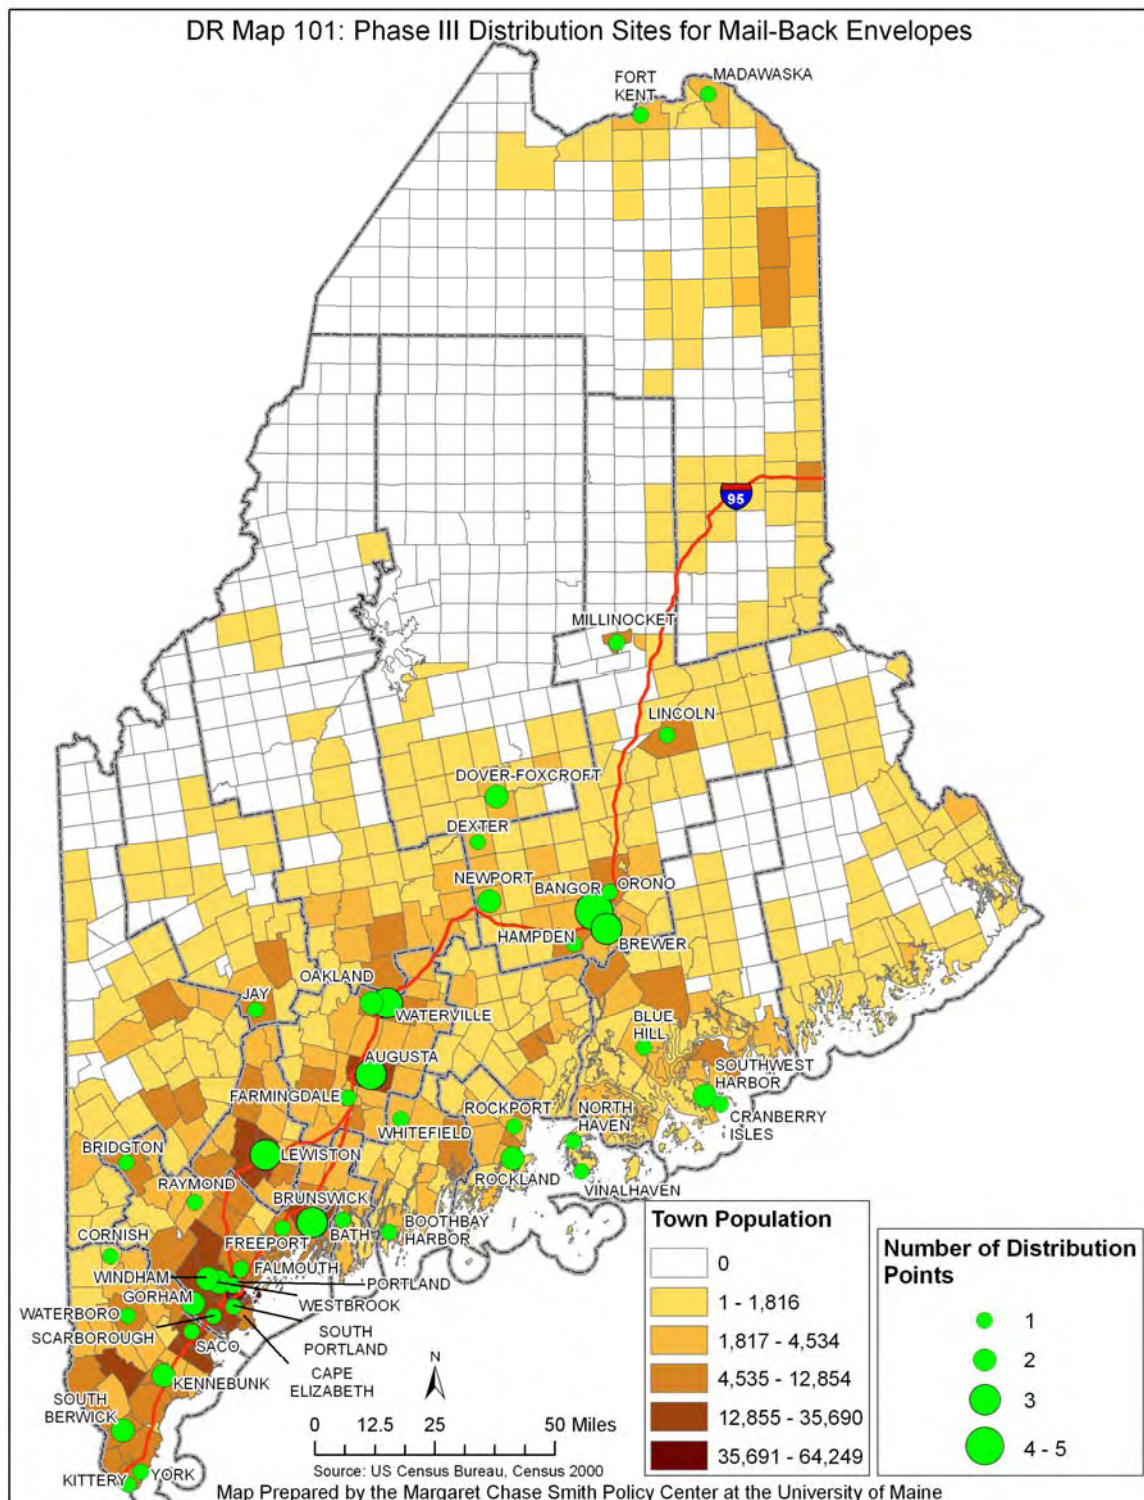 DR Map 101: Phase III Distribution Sites for Mail-Back Envelopes
MADAWASKA
FORT
KENT
95
MILLINOCKET
LINCOLN
DOVER-FOXCROFT
DEXTER
NEWPORT
BANGOR
ORONO
HAMPDEN
BREWER
OAKLAND
JAY
WATERVILLE
BLUE
HILL
AUGUSTA
SOUTHWEST
HARBOR
FARMINGDALE
ROCKPORT
NORTH
HAVEN
CRANBERRY
ISLES
WHITEFIELD
BRIDGTON
LEWISTON
ROCKLAND
RAYMOND
VINALHAVEN
BRUNSWICK
BATH
BOOTHBAY
HARBOR
FREEPORT
CORNISH
FALMOUTH
WINDHAM
PORTLAND
GORHAM
WESTBROOK
WATERBORO
SCARBOROUGH
SOUTH
PORTLAND
SACO
CAPE
ELIZABETH
KENNEBUNK
SOUTH
BERWICK
KITTERY
YORK
N
0 12.5 25 50 Miles
Source: US Census Bureau, Census 2000
Map Prepared by the Margaret Chase Smith Policy Center at the University of Maine
Town Population
0
1 - 1,816
1,817 - 4,534
4,535 - 12,854
12,855 - 35,690
35,691 - 64,249
Number of Distribution
Points
1
2
3
4 - 5